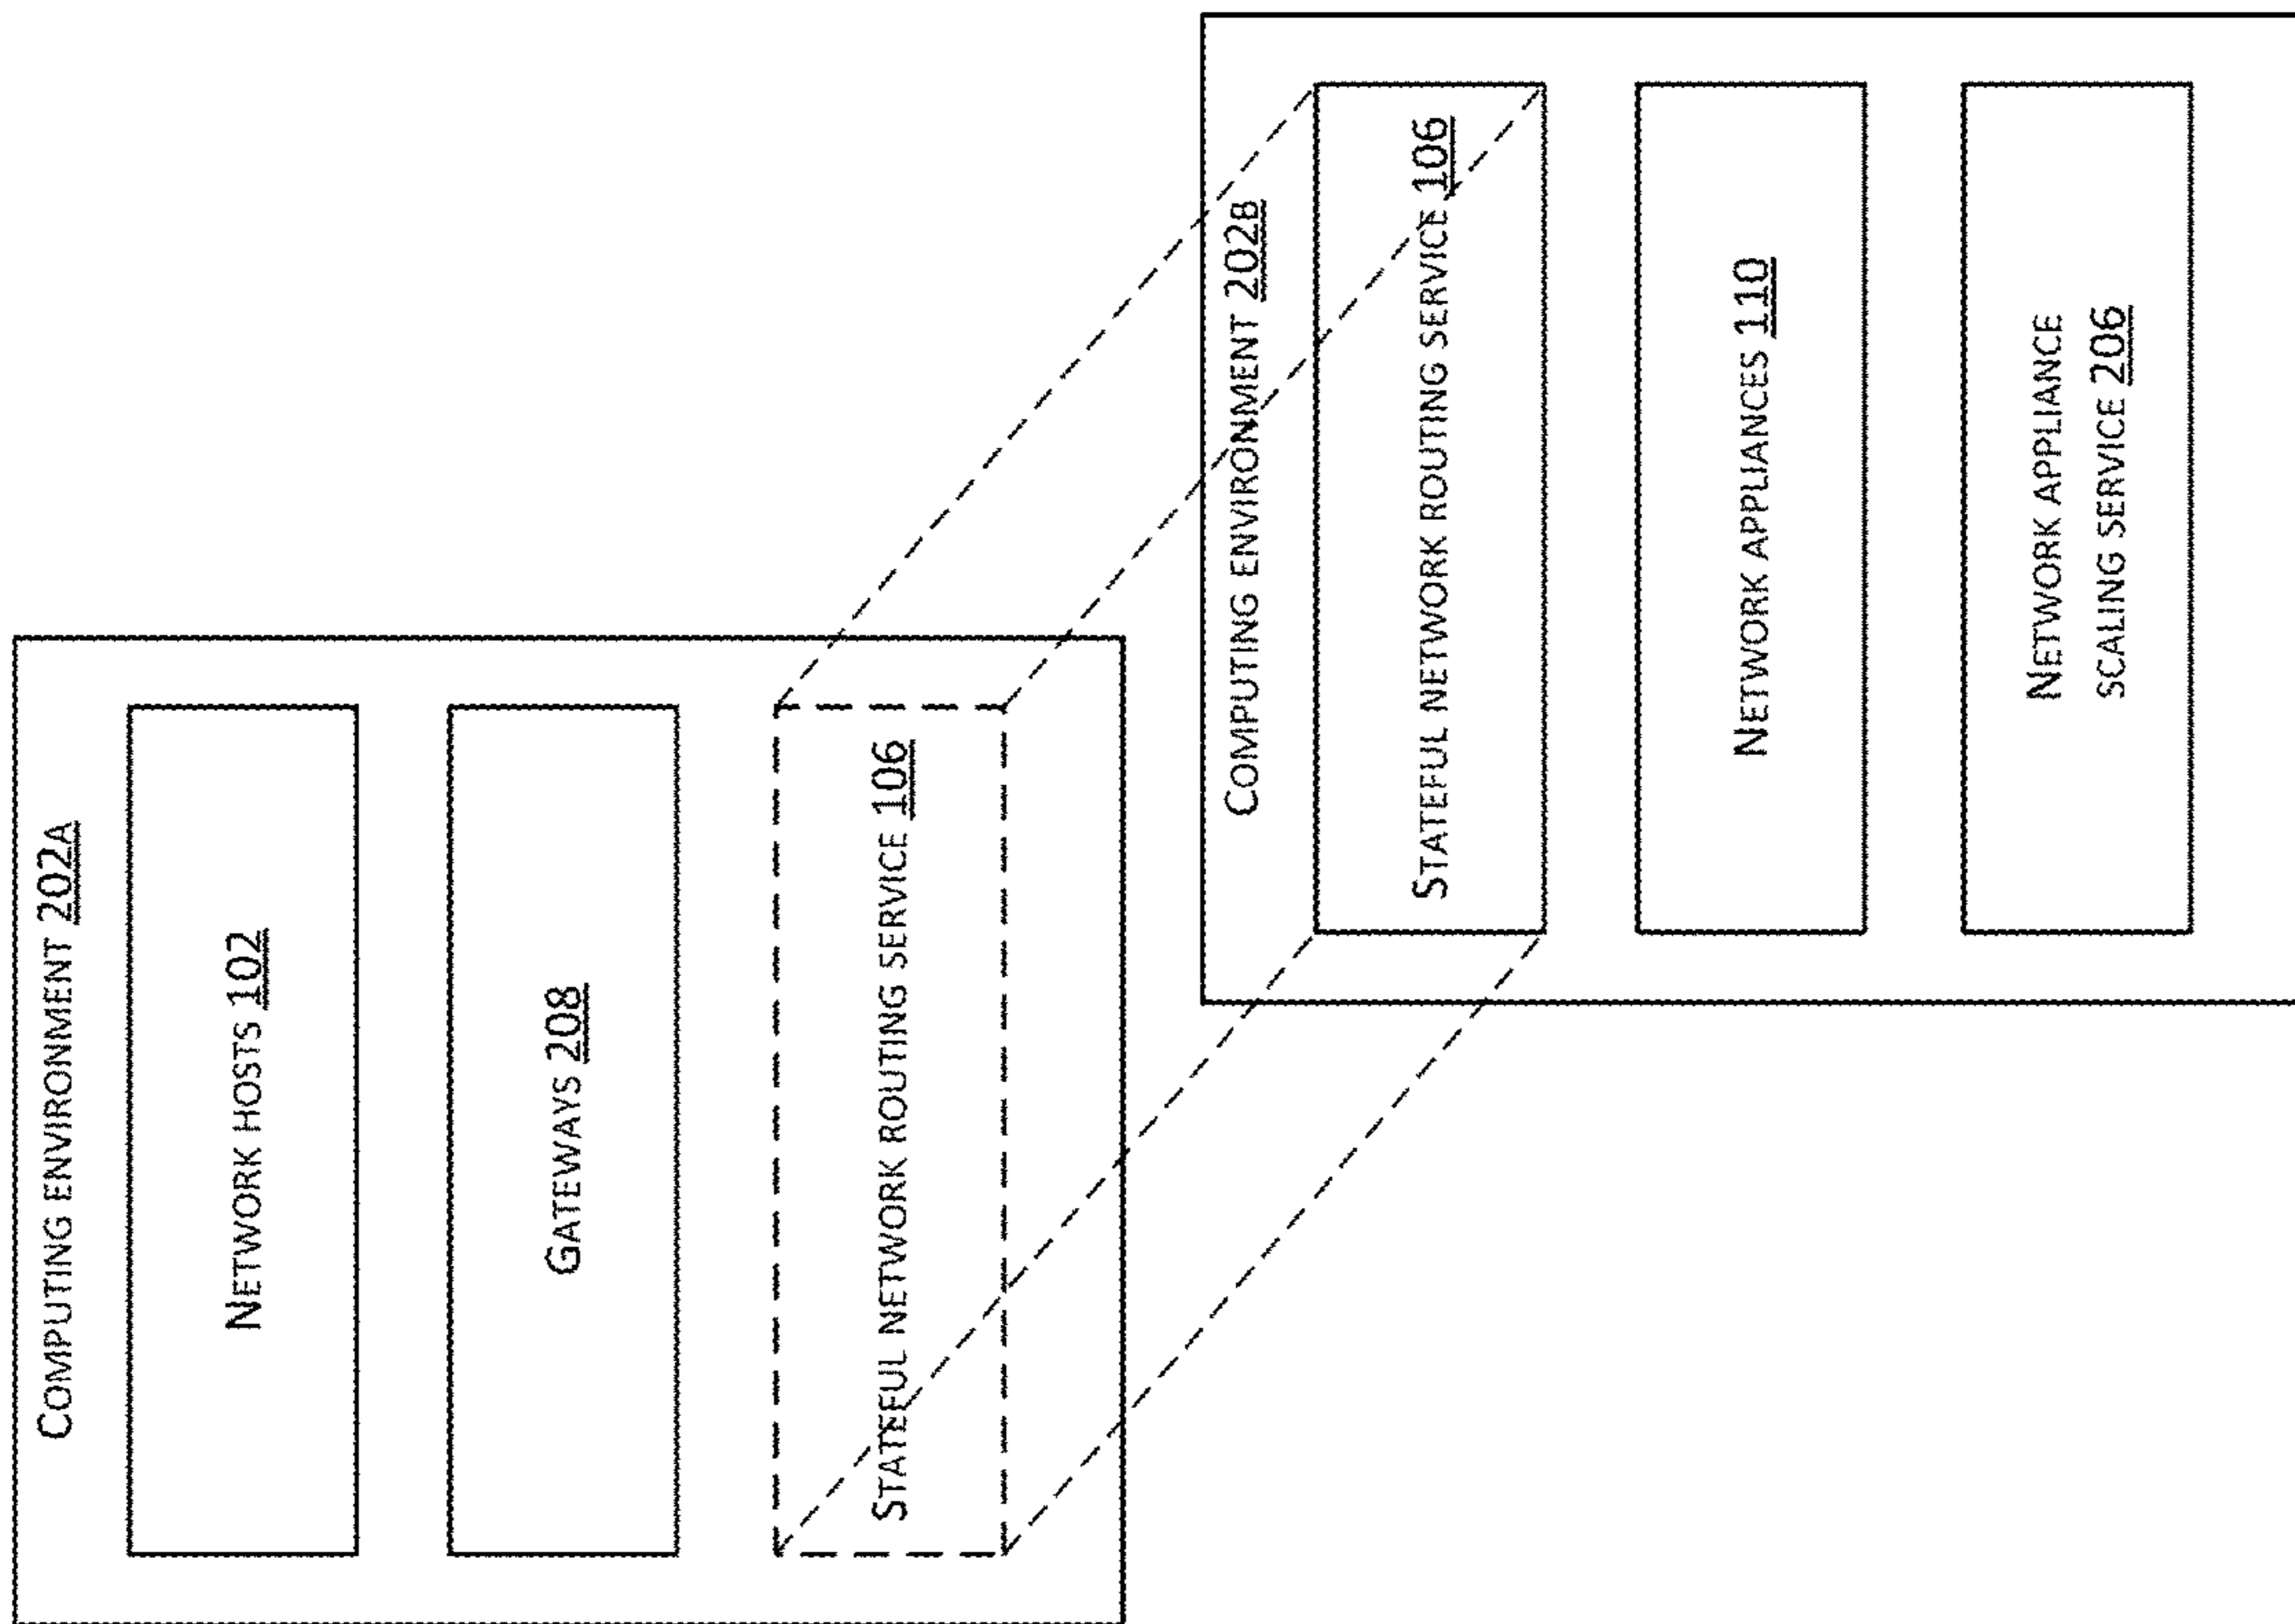 COMPUTING ENVIRONMENT 202A
NETWORK HOSTS 102
GATEWAYS 208
STATEFUL NETWORK ROUTING SERVICE 106
COMPUTING ENVIRONMENT 202B
STATEFUL NETWORK ROUTING SERVICE 106
NETWORK APPLIANCES 110
NETWORK APPLIANCE
SCALING SERVICE 206